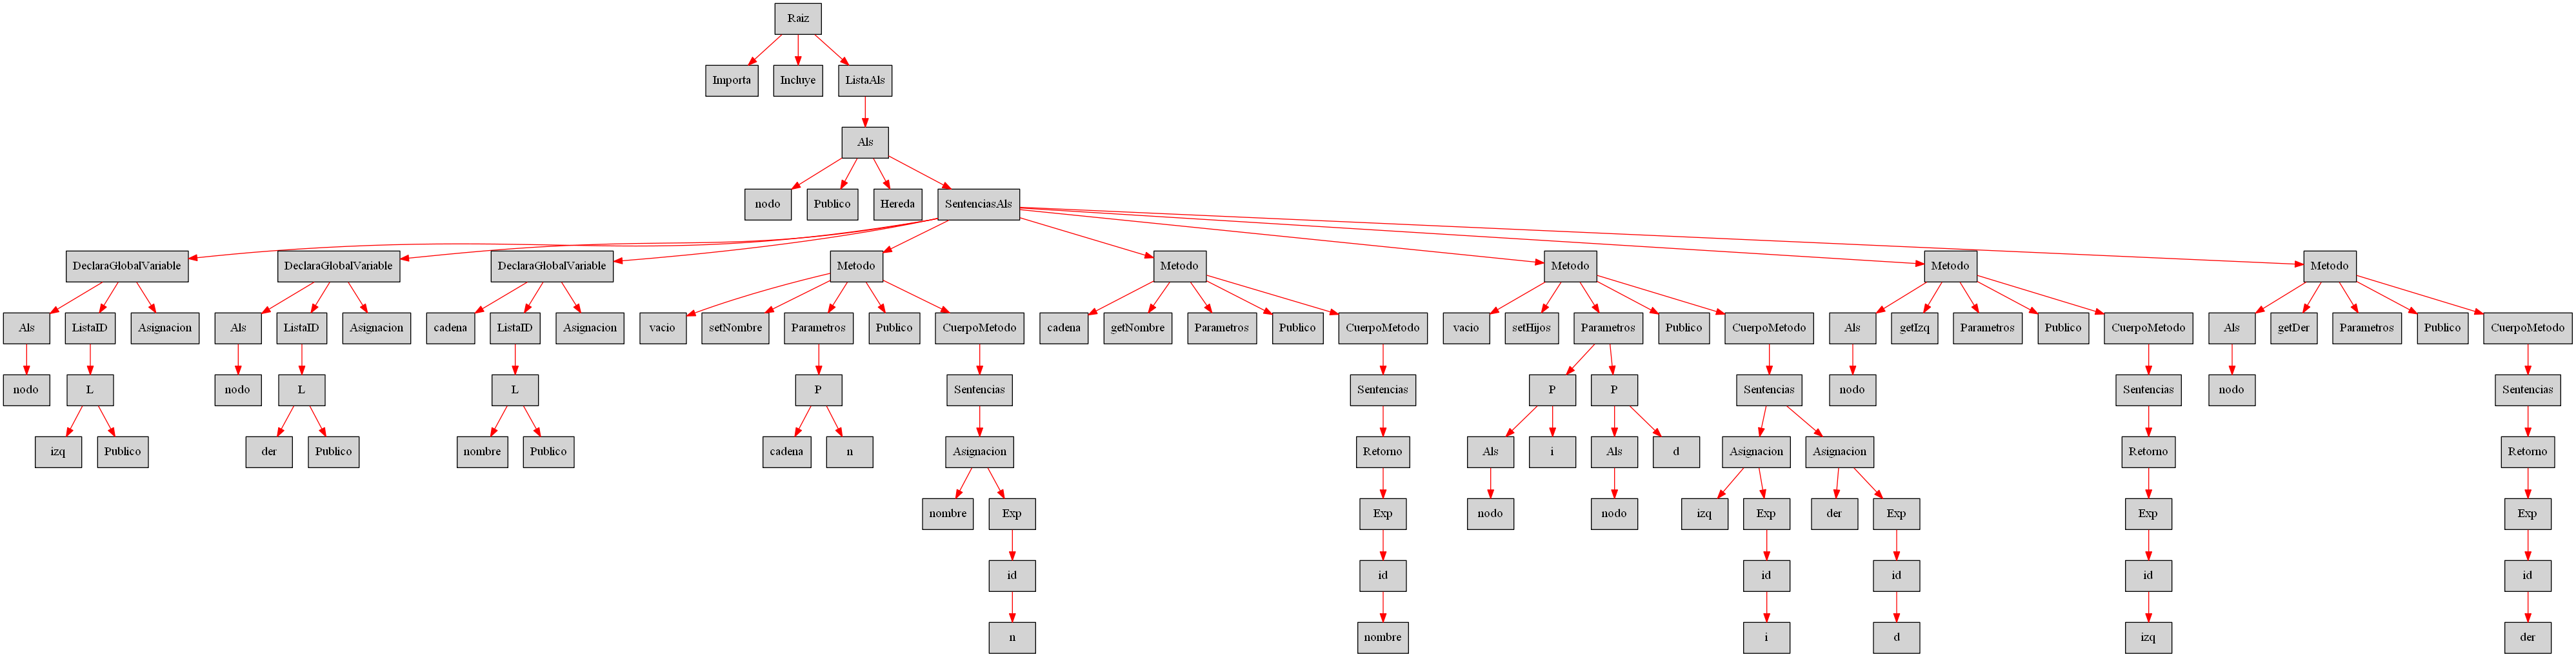 Raiz
Importa Incluye ListaAls
Als
nodo Publico Hereda SentenciasAls
DeclaraGlobalVariable DeclaraGlobalVariable DeclaraGlobalVariable Metodo Metodo Metodo Metodo Metodo
Als ListaID Asignacion Als ListaID Asignacion cadena ListaID Asignacion vacio setNombre Parametros Publico CuerpoMetodo cadena getNombre Parametros Publico CuerpoMetodo vacio setHijos Parametros Publico CuerpoMetodo Als getIzq Parametros Publico CuerpoMetodo Als getDer Parametros Publico CuerpoMetodo
nodo L nodo L L P Sentencias Sentencias P P Sentencias nodo Sentencias nodo Sentencias
izq Publico der Publico nombre Publico cadena n Asignacion Retorno Als i Als d Asignacion Asignacion Retorno Retorno
nombre Exp Exp nodo nodo izq Exp der Exp Exp Exp
id id id id id id
n nombre i d izq der